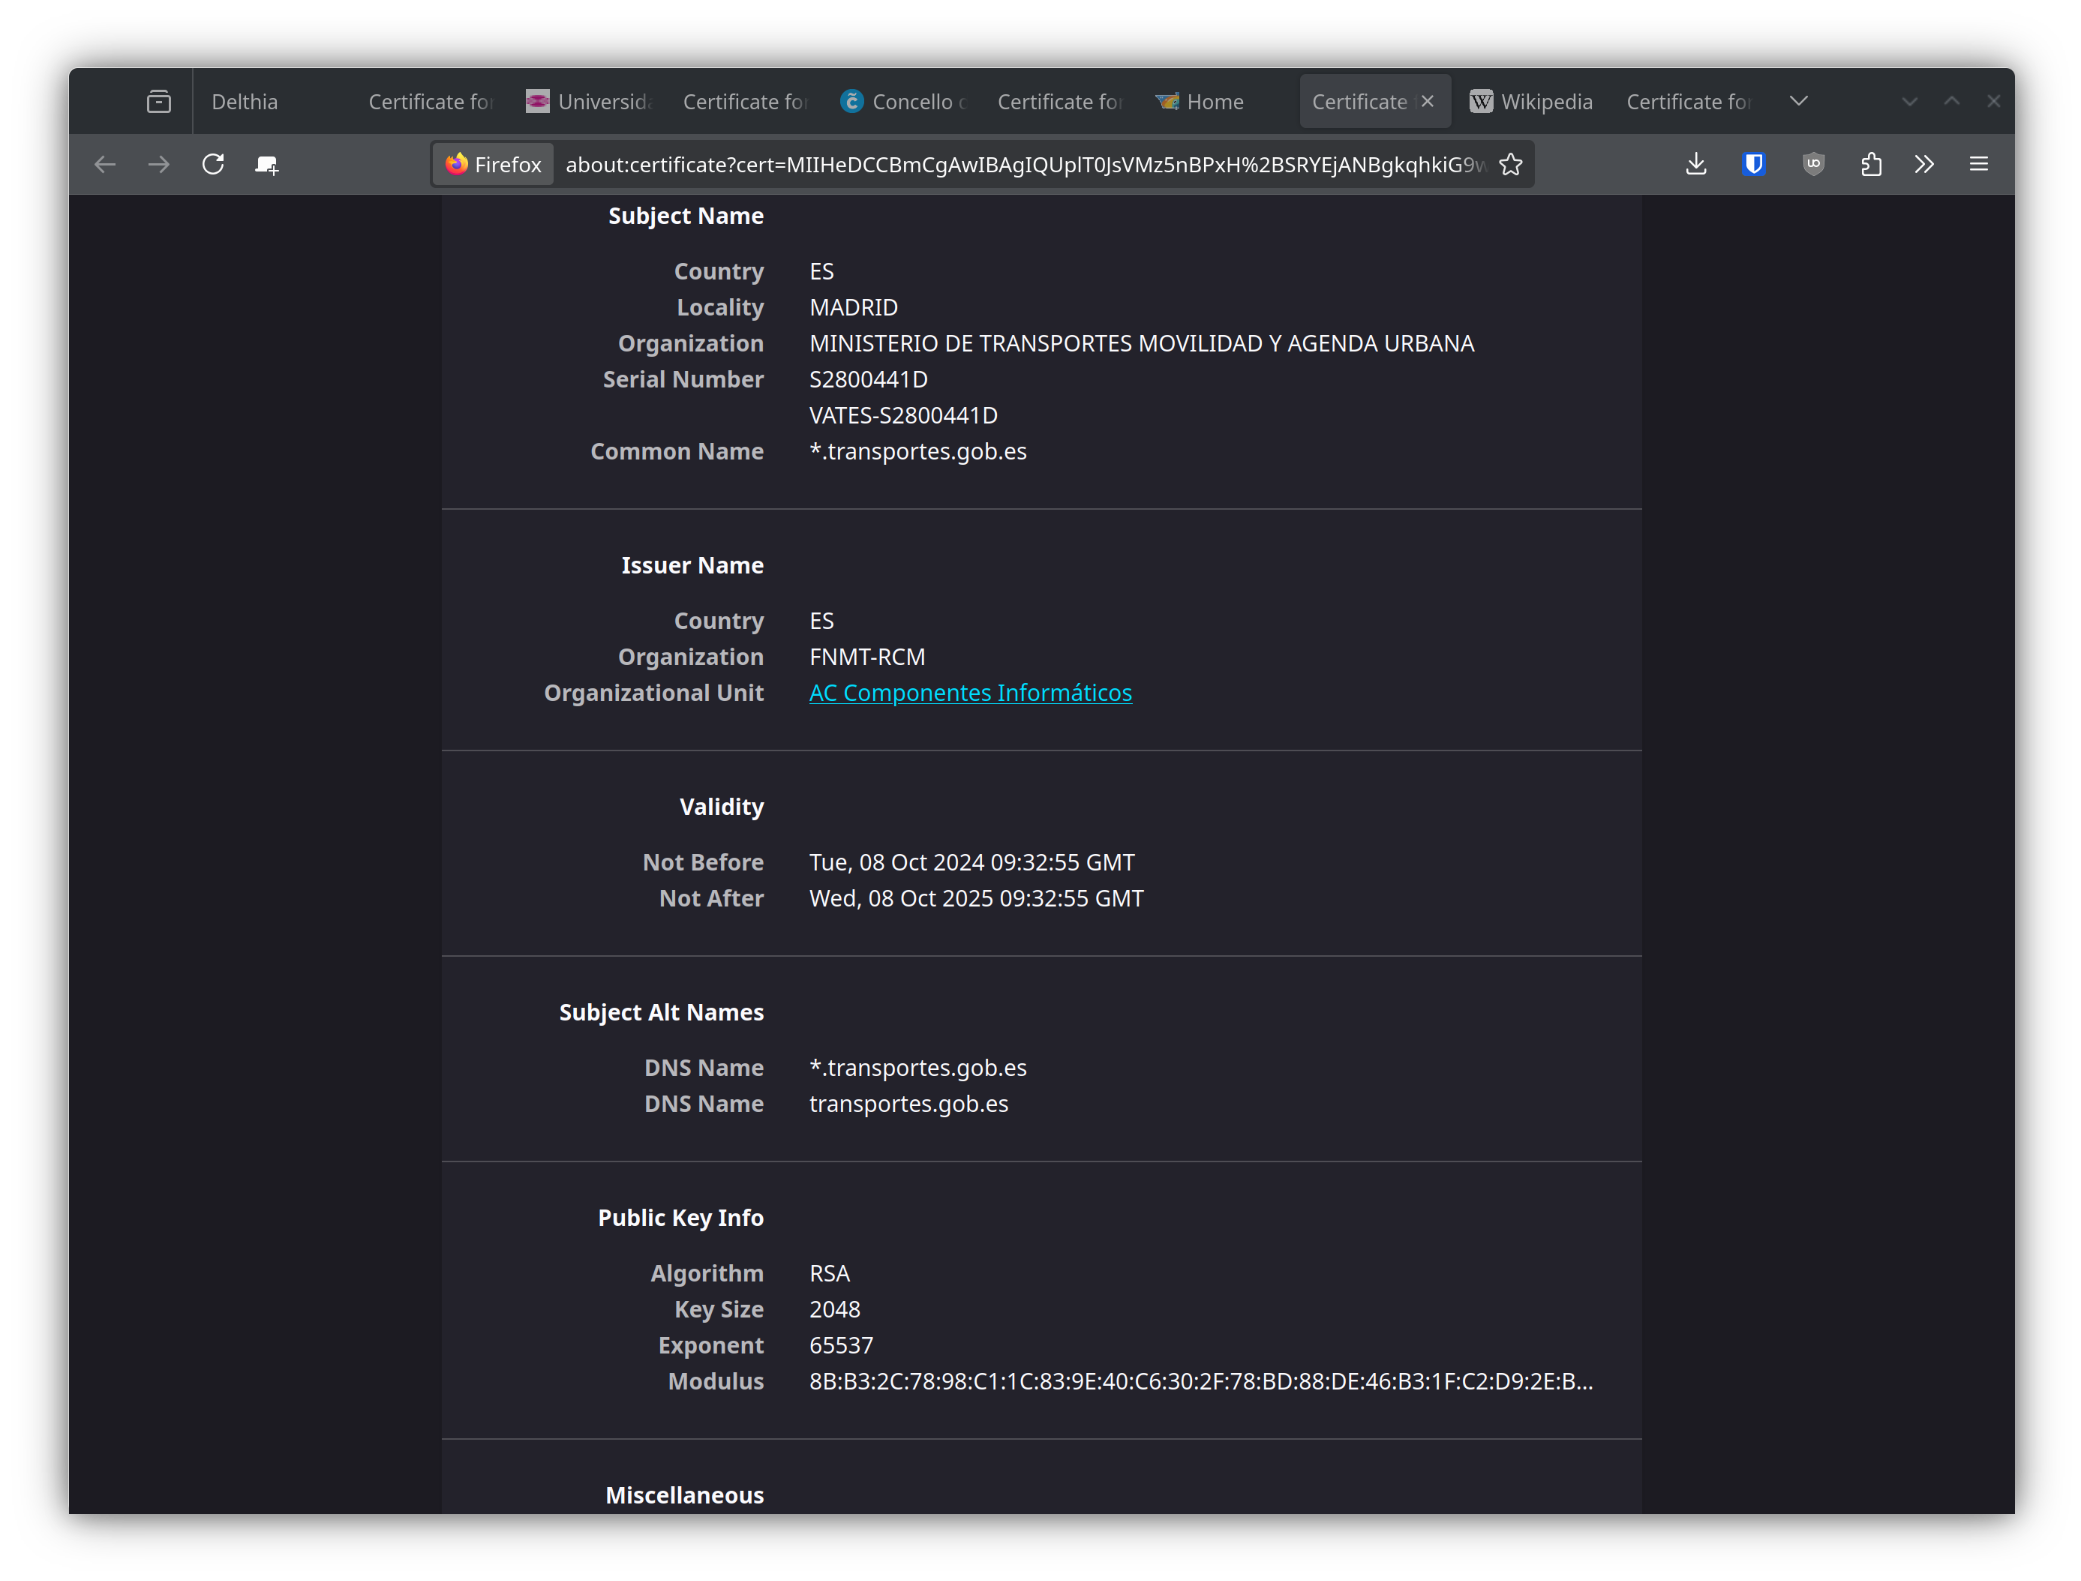 Delthia
Certificate for
Universida
Certificate for
Concello c
Certificate for
Home
Certificate
Wikipedia
Certificate for
Firefox
about:certificate?cert=MIIHeDCCBmCgAwIBAgIQUplT0JsVMz5nBPxH%2BSRYEjANBgkqhkiG9w
Subject Name
Country ES
Locality MADRID
Organization MINISTERIO DE TRANSPORTES MOVILIDAD Y AGENDA URBANA
Serial Number S2800441D
VATES-S2800441D
Common Name *.transportes.gob.es
Issuer Name
Country ES
Organization FNMT-RCM
Organizational Unit AC Componentes Informáticos
Validity
Not Before Tue, 08 Oct 2024 09:32:55 GMT
Not After Wed, 08 Oct 2025 09:32:55 GMT
Subject Alt Names
DNS Name *.transportes.gob.es
DNS Name transportes.gob.es
Public Key Info
Algorithm RSA
Key Size 2048
Exponent 65537
Modulus 8B:B3:2C:78:98:C1:1C:83:9E:40:C6:30:2F:78:BD:88:DE:46:B3:1F:C2:D9:2E:B...
Miscellaneous